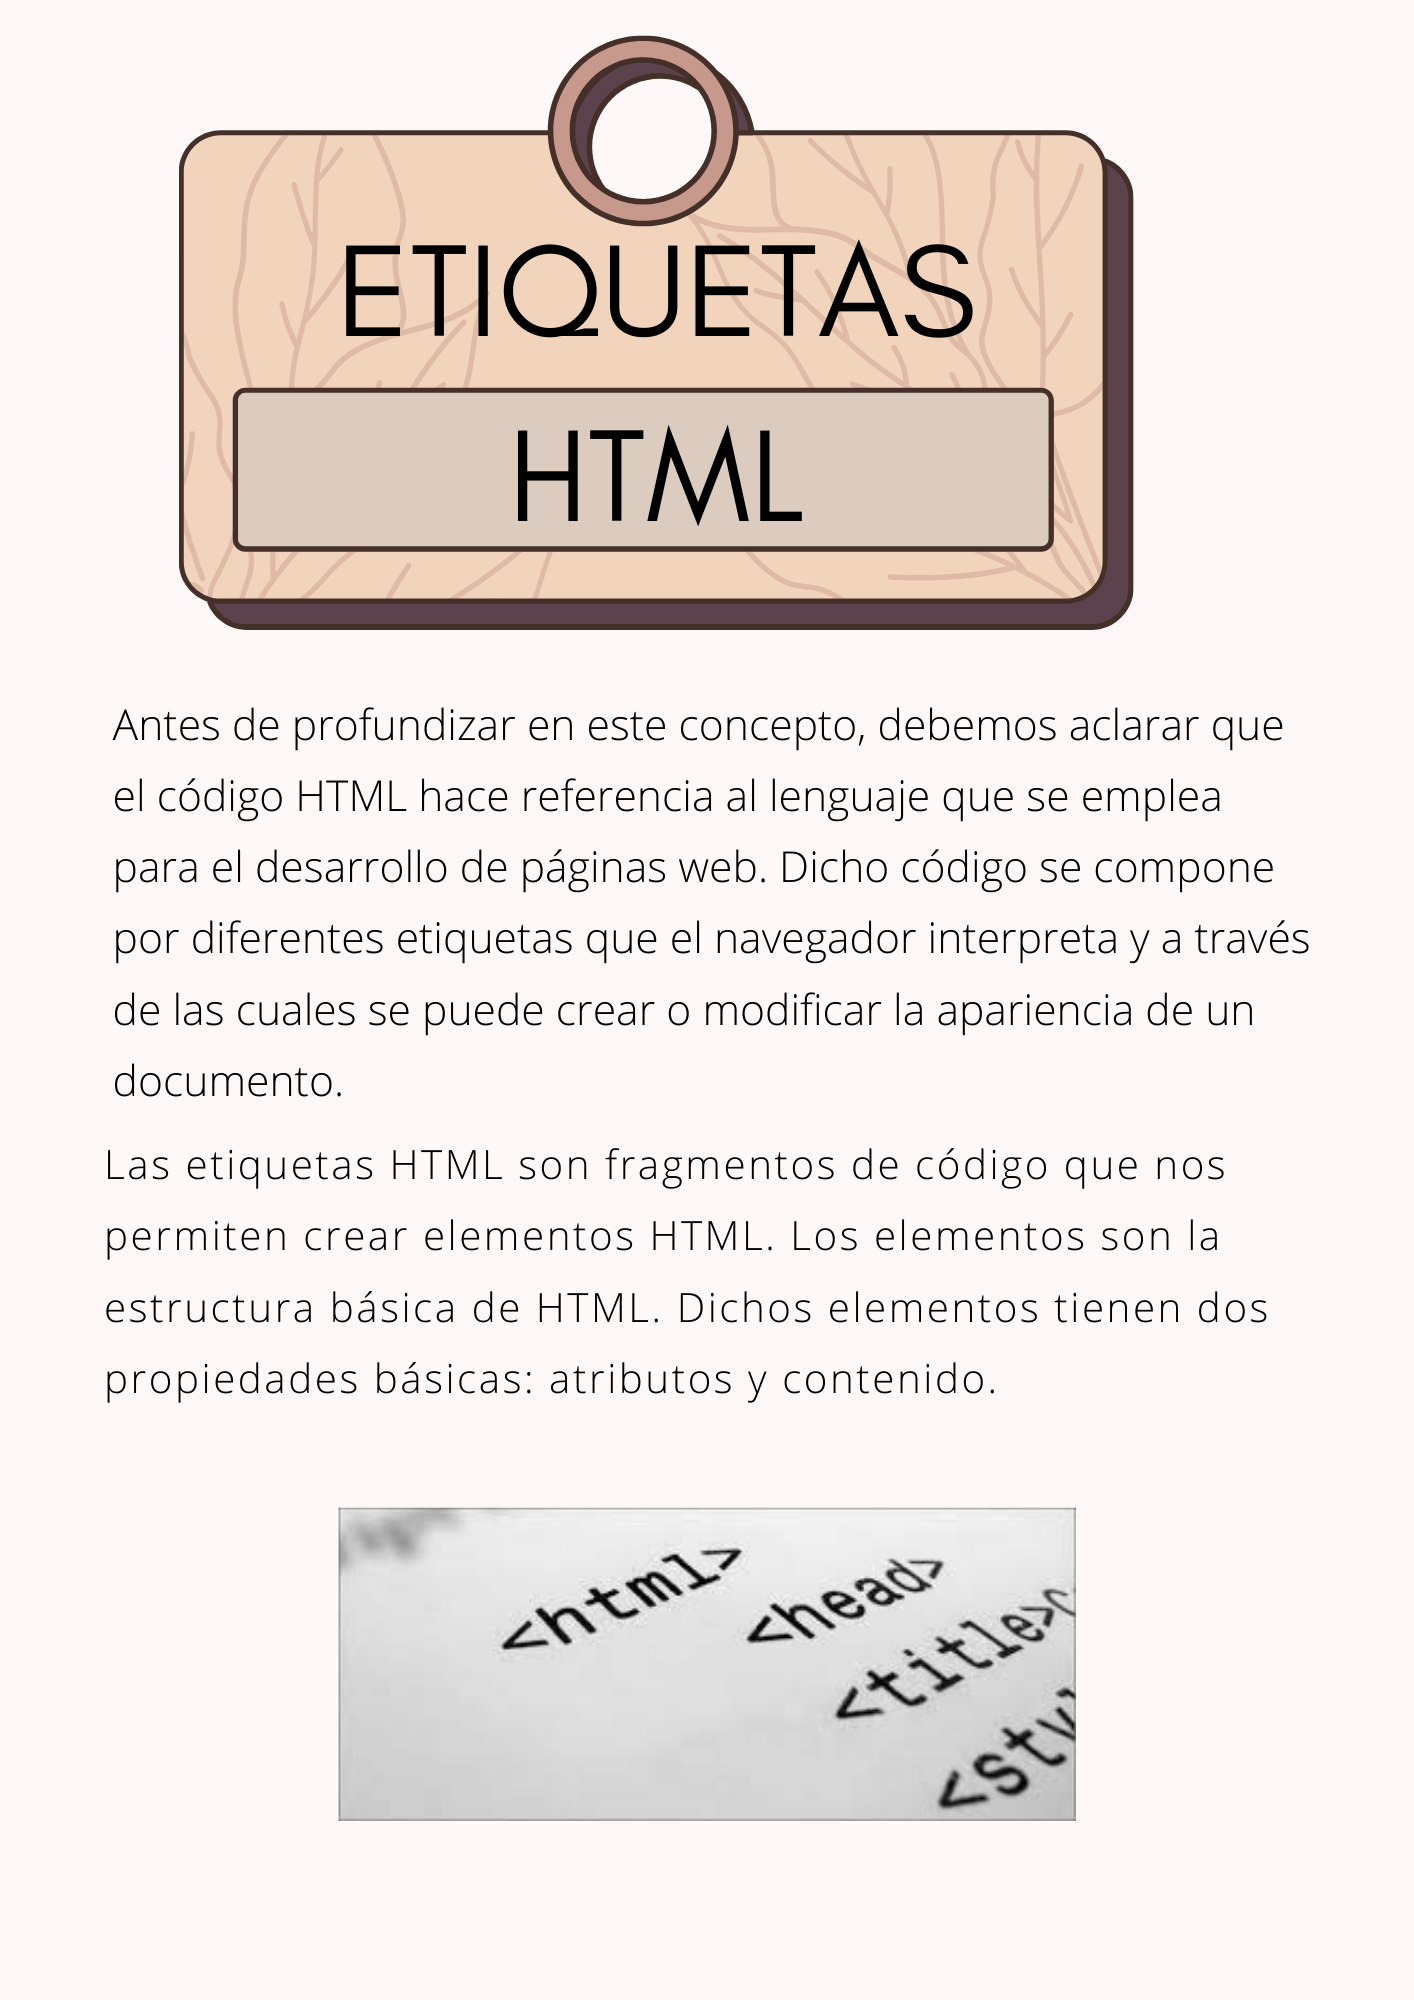 ETIQUETAS
HTML
Antes de profundizar en este concepto, debemos aclarar que
el código HTML hace referencia al lenguaje que se emplea
para el desarrollo de páginas web. Dicho código se compone
por diferentes etiquetas que el navegador interpreta y a través
de las cuales se puede crear o modificar la apariencia de un
documento.
Las etiquetas HTML son fragmentos de código que nos
permiten crear elementos HTML. Los elementos son la
estructura básica de HTML. Dichos elementos tienen dos
propiedades básicas: atributos y contenido.
<html>
<head>
<title>